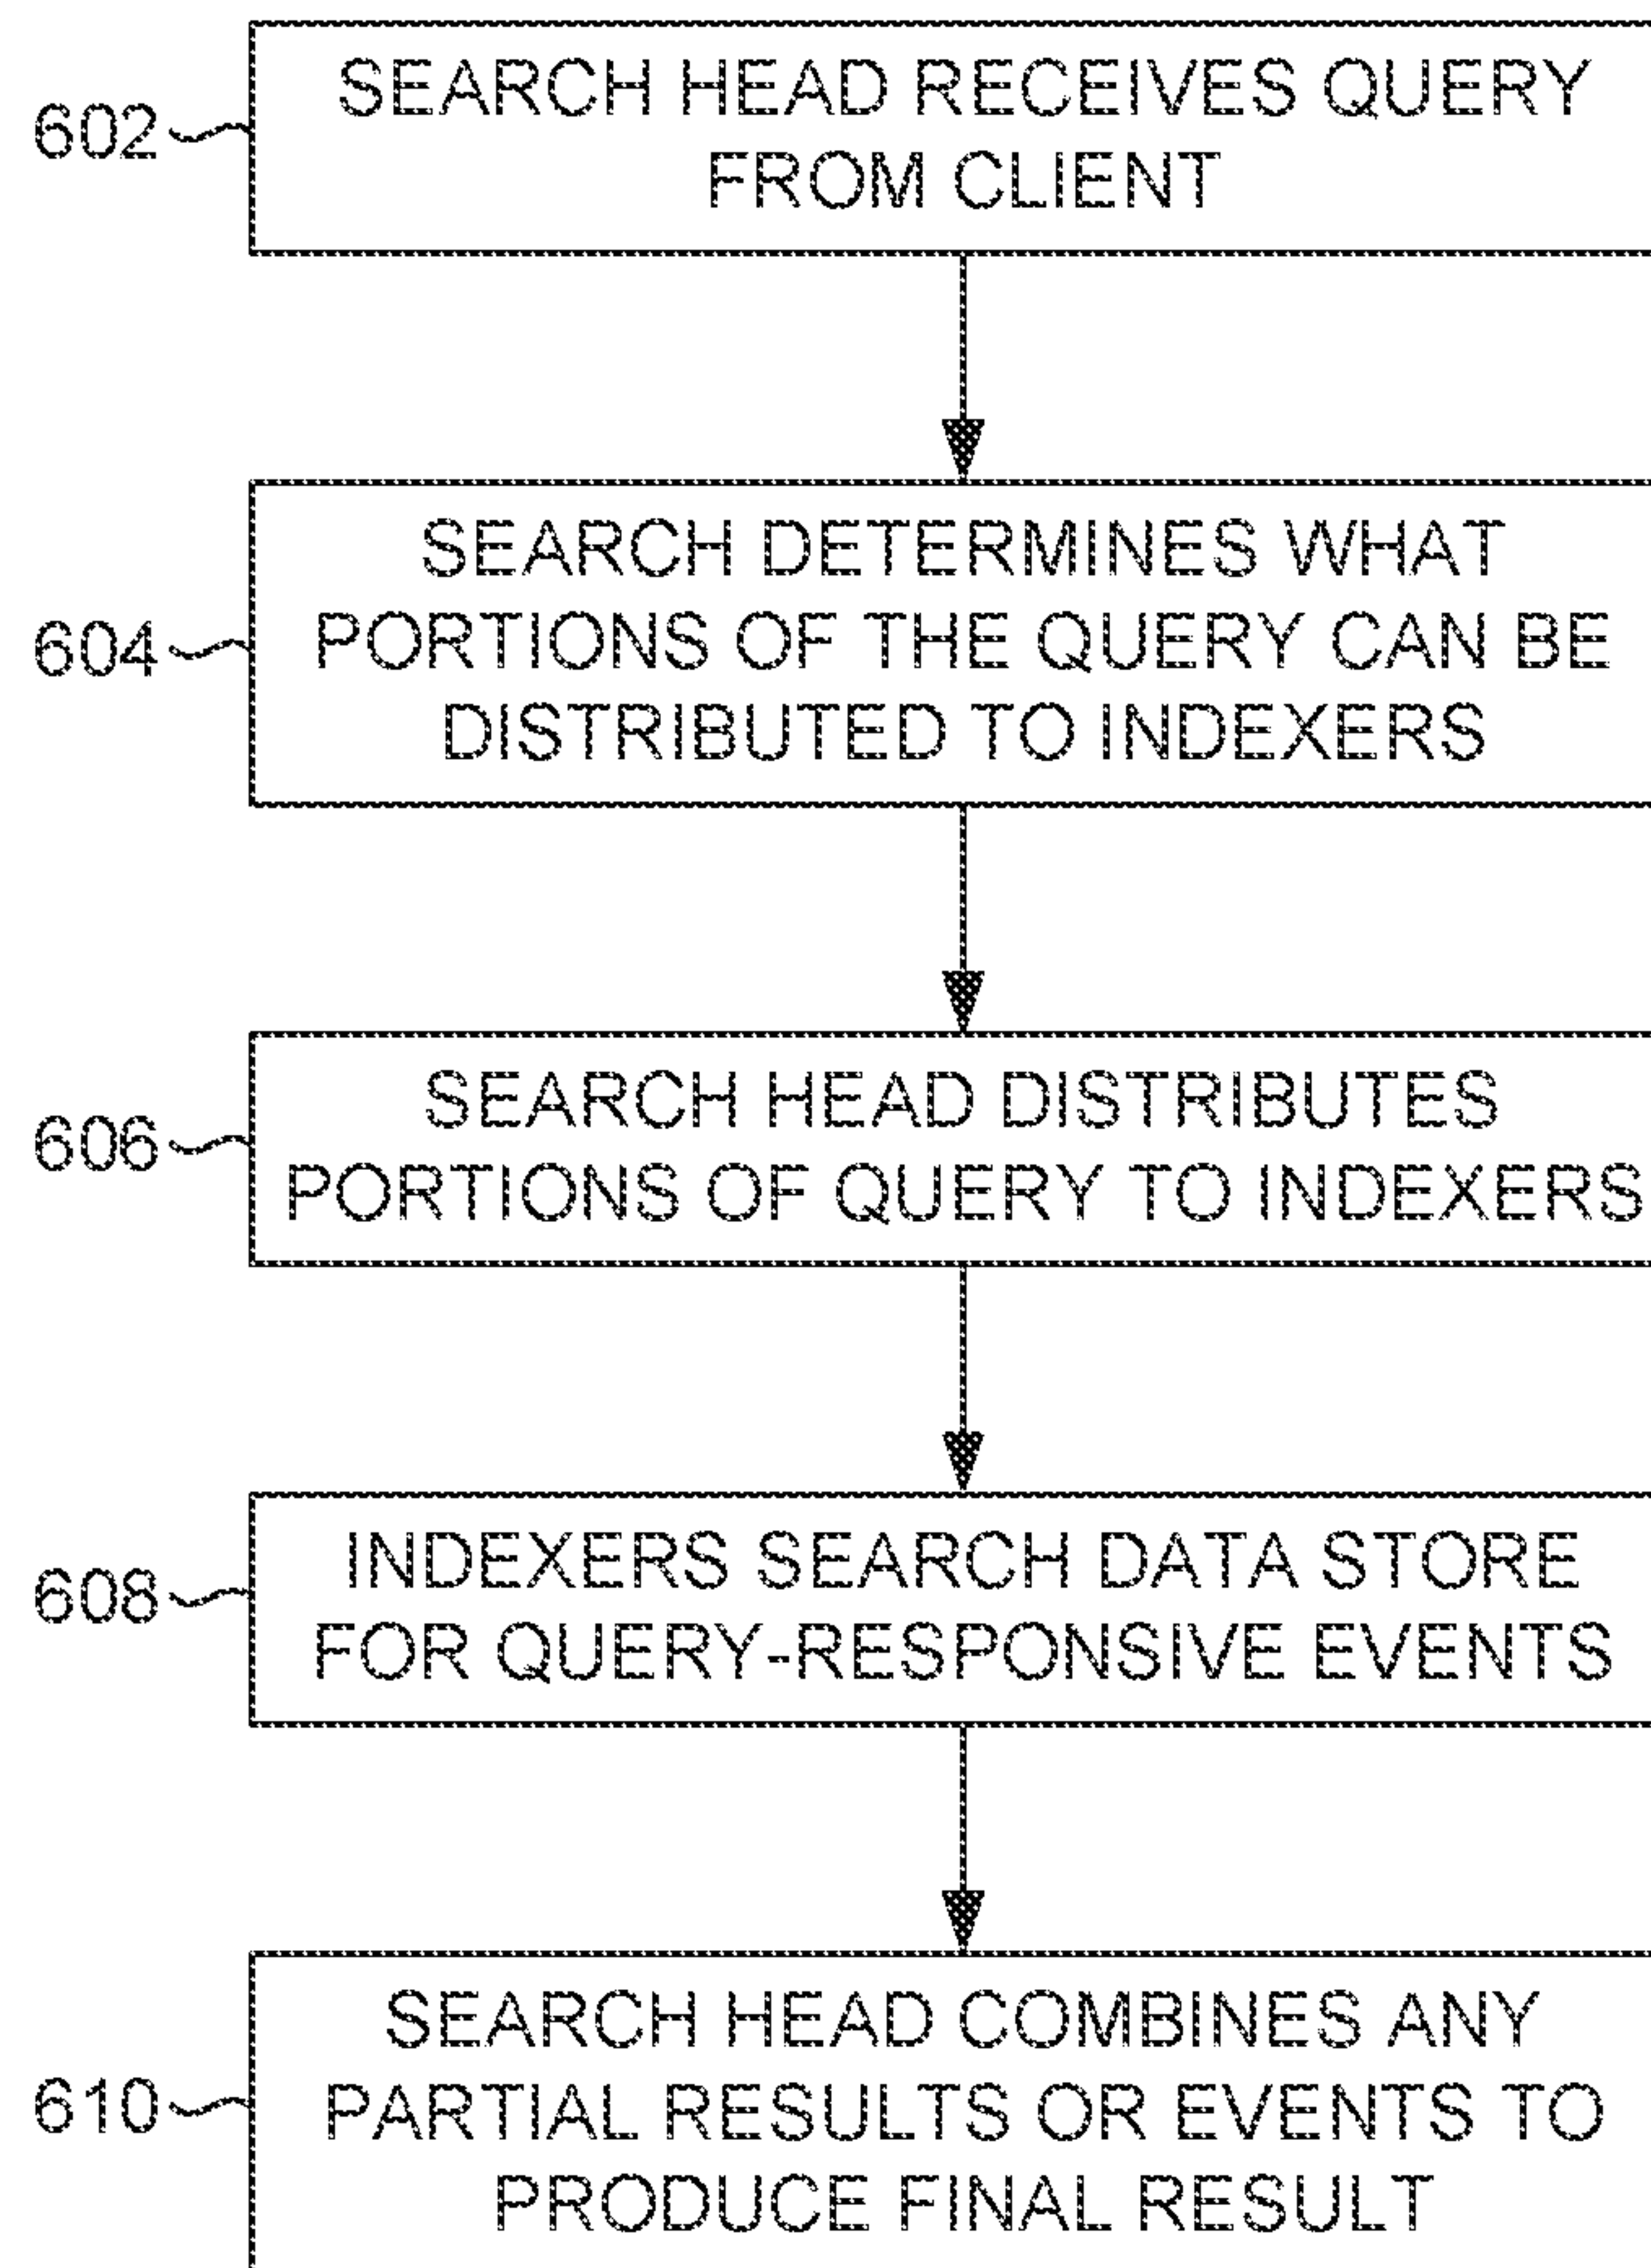 SEARCH HEAD RECEIVES QUERY
602
FROM CLIENT
SEARCH DETERMINES WHAT
604
PORTIONS OF THE QUERY CAN BE
DISTRIBUTED TO INDEXERS
SEARCH HEAD DISTRIBUTES
606
PORTIONS OF QUERY TO INDEXERS
INDEXERS SEARCH DATA STORE
608
FOR QUERY-RESPONSIVE EVENTS
SEARCH HEAD COMBINES ANY
610
PARTIAL RESULTS OR EVENTS TO
PRODUCE FINAL RESULT